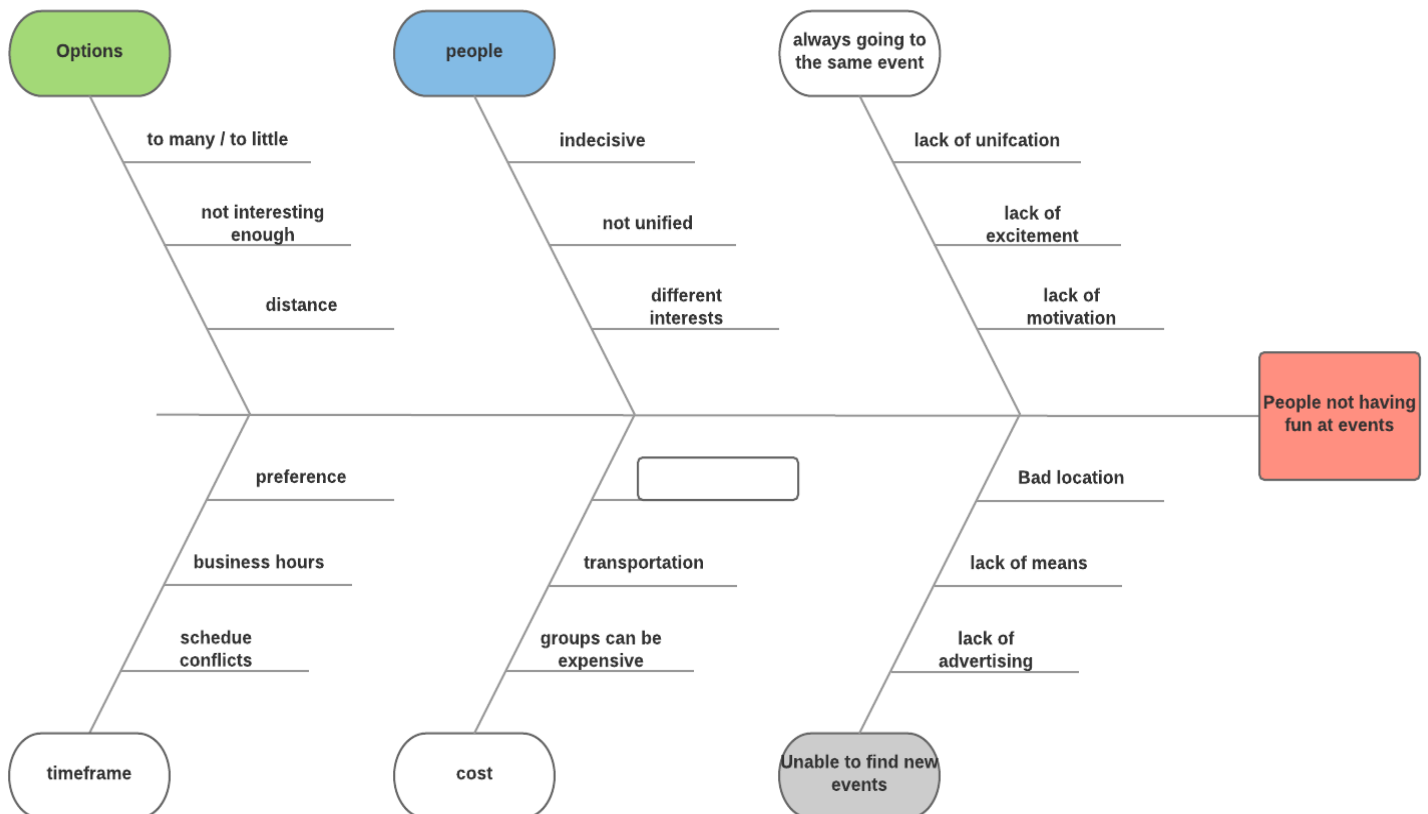 Options
people
always going to
the same event
to many / to little
indecisive
lack of unifcation
not interesting
enough
not unified
lack of
excitement
distance
different
interests
lack of
motivation
People not having
fun at events
preference
Bad location
business hours
transportation
lack of means
schedue
conflicts
groups can be
expensive
lack of
advertising
timeframe
cost
Unable to find new
events